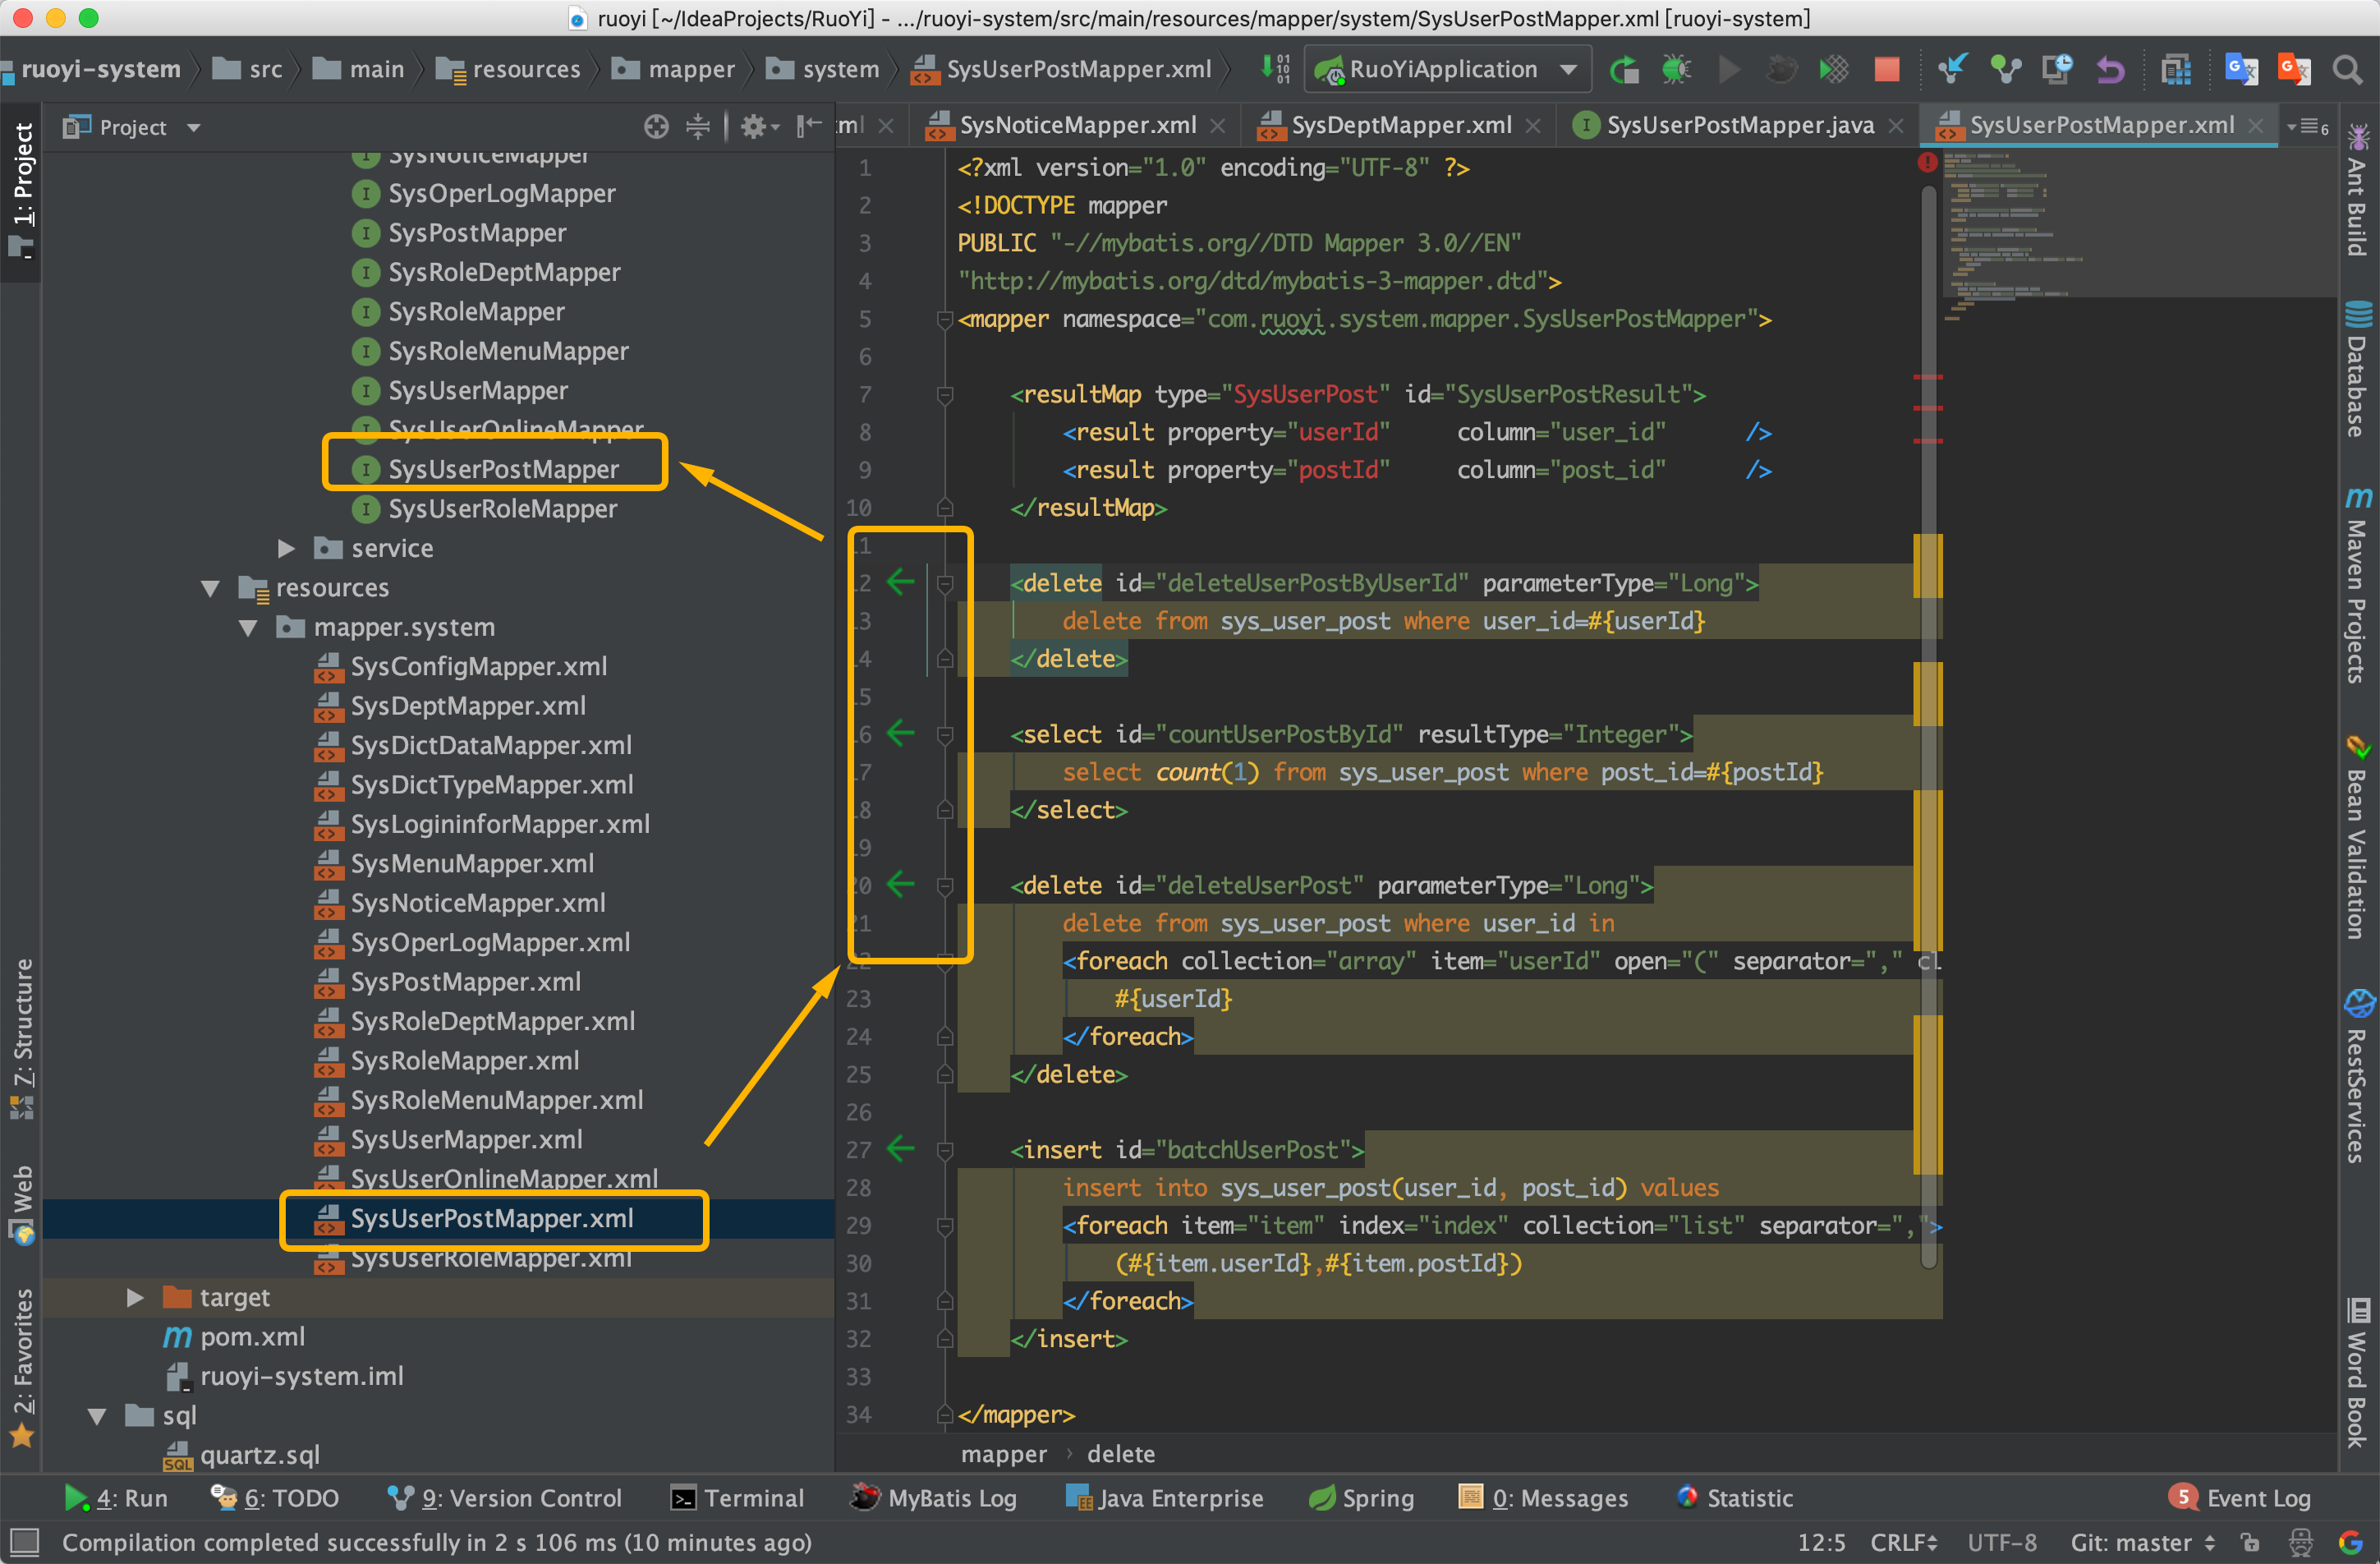 ruoyi [~/IdeaProjects/RuoYi] - .../ruoyi-system/src/main/resources/mapper/system/SysUserPostMapper.xml [ruoyi-system]
ruoyi-system src main resources mapper system SysUserPostMapper.xml RuoYiApplication
Project
SysNoticeMapper.xml SysDeptMapper.xml SysUserPostMapper.java SysUserPostMapper.xml 6
1: Project
7: Structure
Web
2: Favorites
SysNoticeMapper
SysOperLogMapper
SysPostMapper
SysRoleDeptMapper
SysRoleMapper
SysRoleMenuMapper
SysUserMapper
SysUserOnlineMapper
SysUserPostMapper
SysUserRoleMapper
service
resources
mapper.system
SysConfigMapper.xml
SysDeptMapper.xml
SysDictDataMapper.xml
SysDictTypeMapper.xml
SysLogininforMapper.xml
SysMenuMapper.xml
SysNoticeMapper.xml
SysOperLogMapper.xml
SysPostMapper.xml
SysRoleDeptMapper.xml
SysRoleMapper.xml
SysRoleMenuMapper.xml
SysUserMapper.xml
SysUserOnlineMapper.xml
SysUserPostMapper.xml
SysUserRoleMapper.xml
target
pom.xml
ruoyi-system.iml
sql
quartz.sql
1 <?xml version="1.0" encoding="UTF-8" ?>
2 <!DOCTYPE mapper
3 PUBLIC "-//mybatis.org//DTD Mapper 3.0//EN"
4 "http://mybatis.org/dtd/mybatis-3-mapper.dtd">
5 <mapper namespace="com.ruoyi.system.mapper.SysUserPostMapper">
6
7 <resultMap type="SysUserPost" id="SysUserPostResult">
8 <result property="userId" column="user_id" />
9 <result property="postId" column="post_id" />
10 </resultMap>
11
12 <delete id="deleteUserPostByUserId" parameterType="Long">
13 delete from sys_user_post where user_id=#{userId}
14 </delete>
15
16 <select id="countUserPostById" resultType="Integer">
17 select count(1) from sys_user_post where post_id=#{postId}
18 </select>
19
20 <delete id="deleteUserPost" parameterType="Long">
21 delete from sys_user_post where user_id in
22 <foreach collection="array" item="userId" open="(" separator="," cl
23 #{userId}
24 </foreach>
25 </delete>
26
27 <insert id="batchUserPost">
28 insert into sys_user_post(user_id, post_id) values
29 <foreach item="item" index="index" collection="list" separator=",">
30 (#{item.userId},#{item.postId})
31 </foreach>
32 </insert>
33
34 </mapper>
mapper › delete
Ant Build
Database
Maven Projects
Bean Validation
RestServices
Word Book
4: Run 6: TODO 9: Version Control Terminal MyBatis Log Java Enterprise Spring 0: Messages Statistic 5 Event Log
Compilation completed successfully in 2 s 106 ms (10 minutes ago) 12:5 CRLF UTF-8 Git: master